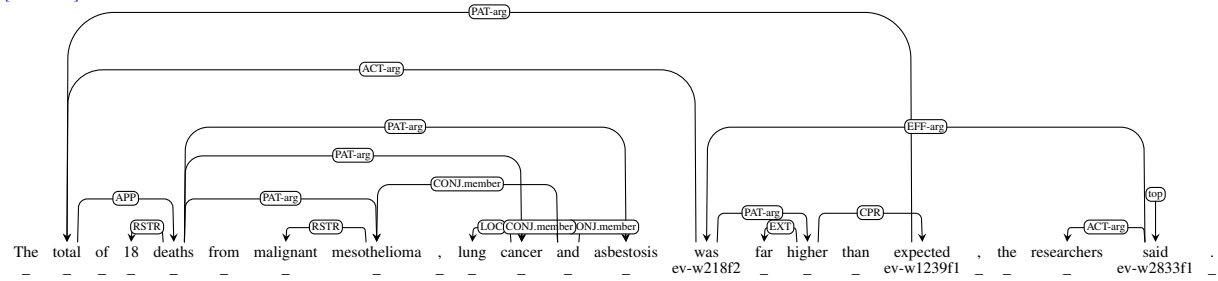 PAT-arg
ACT-arg
PAT-arg EFF-arg
PAT-arg
CONJ.member
APP PAT-arg top
RSTR RSTR LOC CONJ.member ONJ.member PAT-arg EXT CPR ACT-arg
The total of 18 deaths from malignant mesothelioma , lung cancer and asbestosis was far higher than expected , the researchers said .
_ _ _ _ _ _ _ _ _ _ _ _ _ ev-w218f2 _ _ _ ev-w1239f1 _ _ _ ev-w2833f1 _